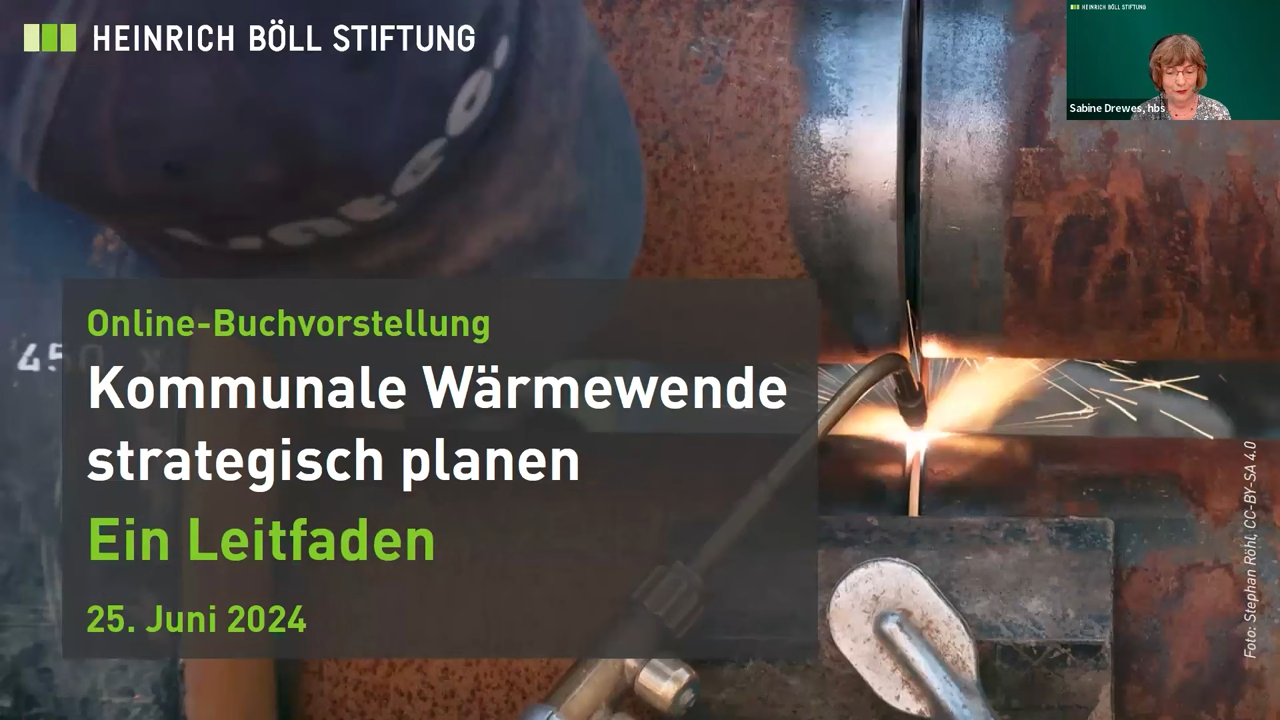 HEINRICH BÖLL STIFTUNG
HEINRICH BÖLL STIFTUNG
Sabine Drewes, hbs
Online-Buchvorstellung
Kommunale Wärmewende
strategisch planen
Ein Leitfaden
25. Juni 2024
Foto: Stephan Röhl, CC-BY-SA 4.0